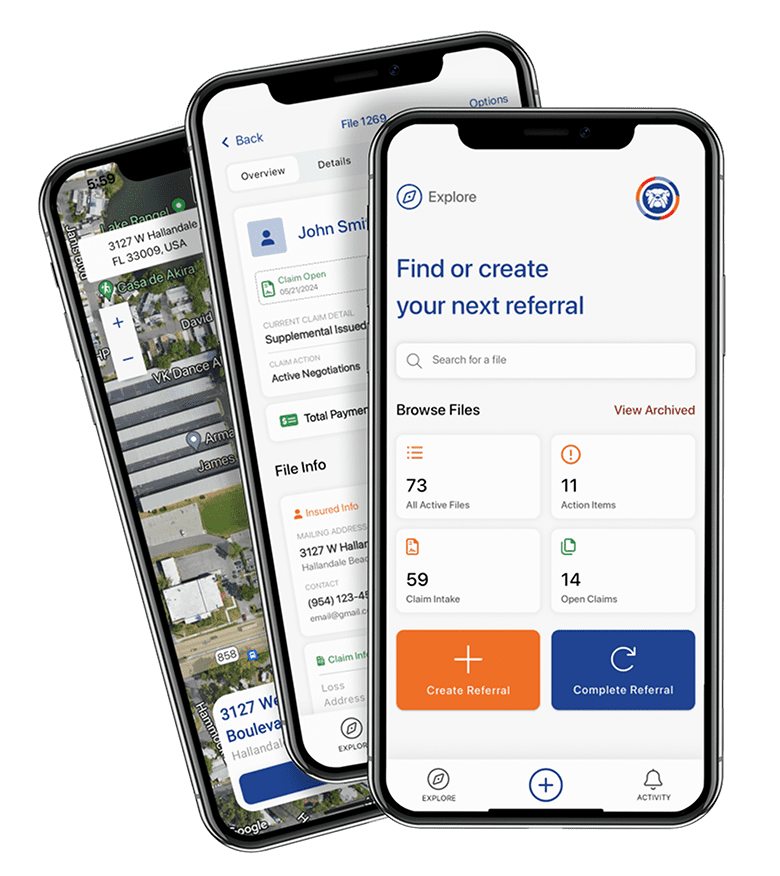 5:59
Lake Rangel
3127 W Hallandale
FL 33009, USA
Casa de Akira
+
−
David
VK Dance A
Arma
James
858
3127 We
Bouleva
Hallandal
Hammoc
Google
Back
File 1269
Options
Overview
Details
John Smi
Claim Open
05/21/2024
CURRENT CLAIM DETAIL
Supplemental Issued
CLAIM ACTION
Active Negotiations
Total Paymen
File Info
Insured Info
MAILING ADDRESS
3127 W Hallan
Hallandale Beac
CONTACT
(954) 123-45
email@gmail.c
Claim Info
Loss
Address
EXPLOR
Explore
Find or create
your next referral
Search for a file
Browse Files
View Archived
73
All Active Files
11
Action Items
59
Claim Intake
14
Open Claims
Create Referral
Complete Referral
EXPLORE
ACTIVITY